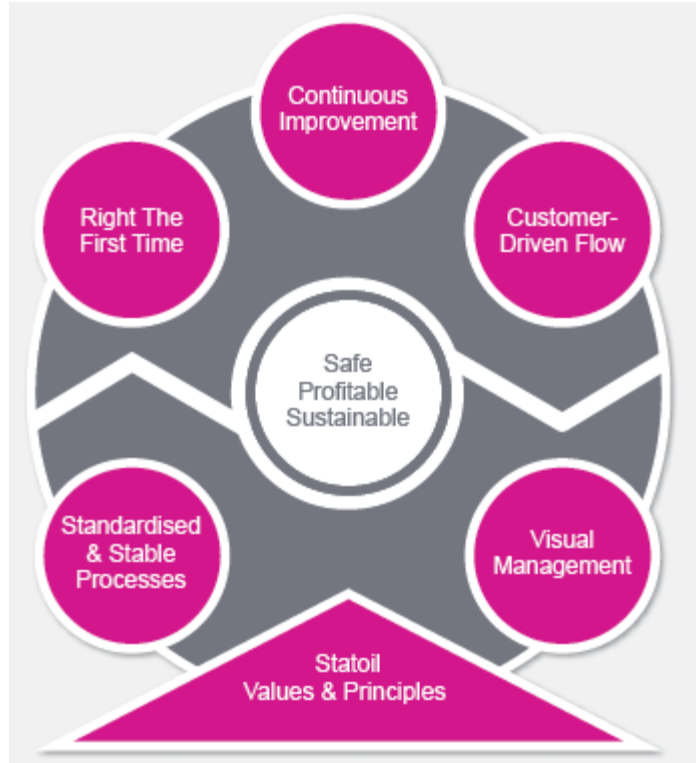 Continuous
Improvement
Right The
First Time
Customer-
Driven Flow
Safe
Profitable
Sustainable
Standardised
& Stable
Processes
Visual
Management
Statoil
Values & Principles